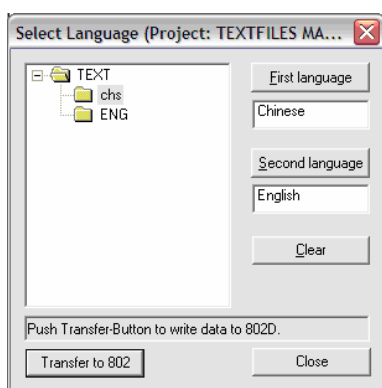 Select Language (Project: TEXTFILES MA...
TEXT
chs
ENG
First language
Chinese
Second language
English
Clear
Push Transfer-Button to write data to 802D.
Transfer to 802
Close